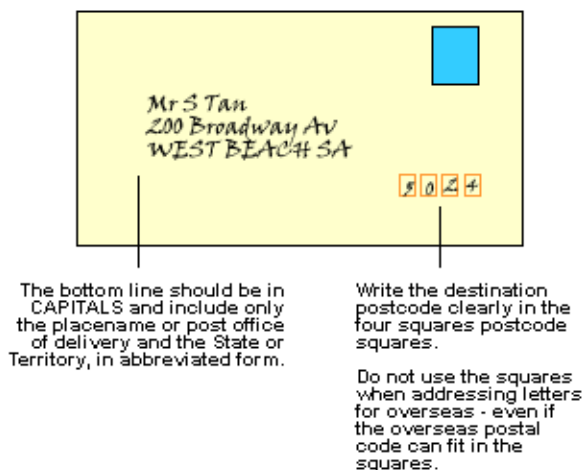 Mr S Tan
200 Broadway Av
WEST BEACH SA
5 0 2 4
The bottom line should be in
CAPITALS and include only
the placename or post office
of delivery and the State or
Territory, in abbreviated form.
Write the destination
postcode clearly in the
four squares postcode
squares.
Do not use the squares
when addressing letters
for overseas - even if
the overseas postal
code can fit in the
squares.